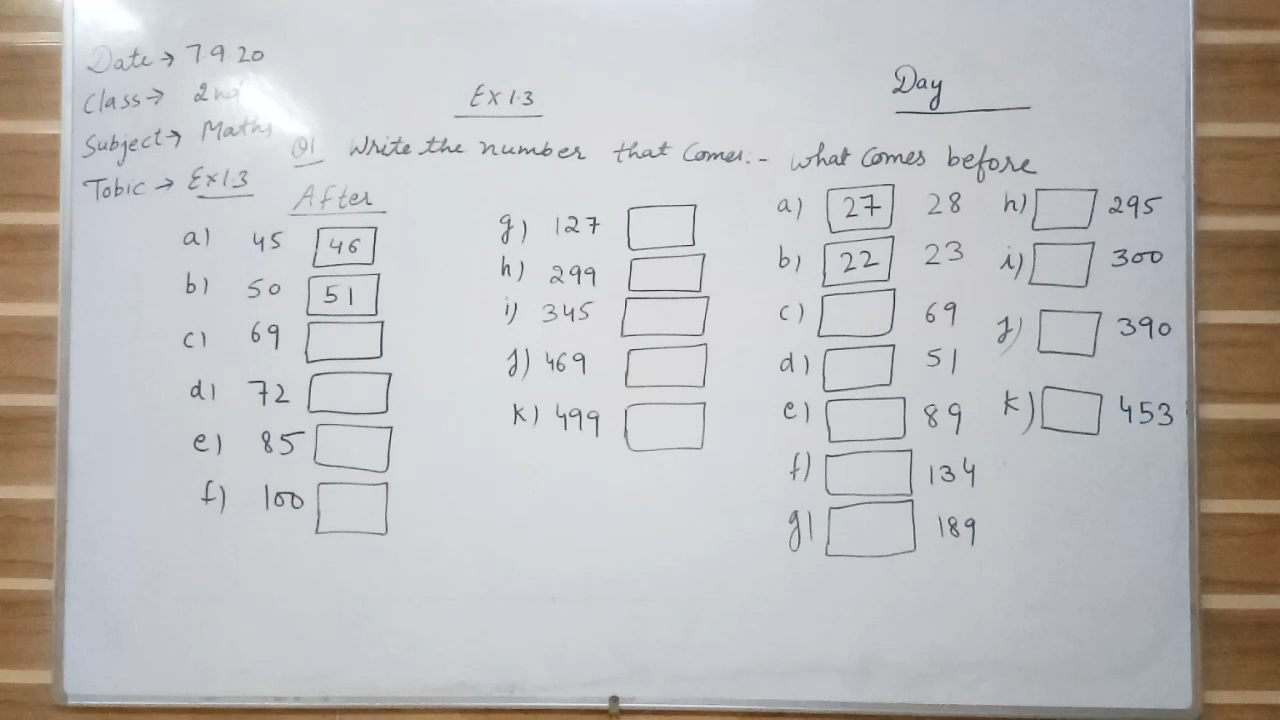 Date → 7.9.20
Class → 2nd
Subject → Maths
Tobic → Ex 1.3
Ex 1.3
Day
Q1 Write the number that comes:- what comes before
After
a) 45 46
b) 50 51
c) 69
d) 72
e) 85
f) 100
g) 127
h) 299
i) 345
j) 469
k) 499
a) 27 28
b) 22 23
c) 69
d) 51
e) 89
f) 134
g) 189
h) 295
i) 300
j) 390
k) 453